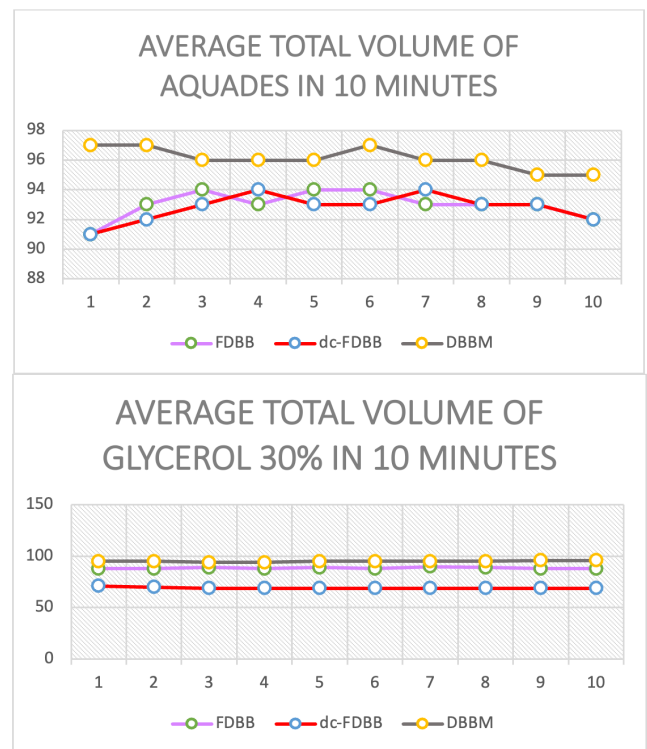 AVERAGE TOTAL VOLUME OF
AQUADES IN 10 MINUTES
98
96
94
92
90
88
1 2 3 4 5 6 7 8 9 10
FDBB dc-FDBB DBBM
AVERAGE TOTAL VOLUME OF
GLYCEROL 30% IN 10 MINUTES
150
100
50
0
1 2 3 4 5 6 7 8 9 10
FDBB dc-FDBB DBBM